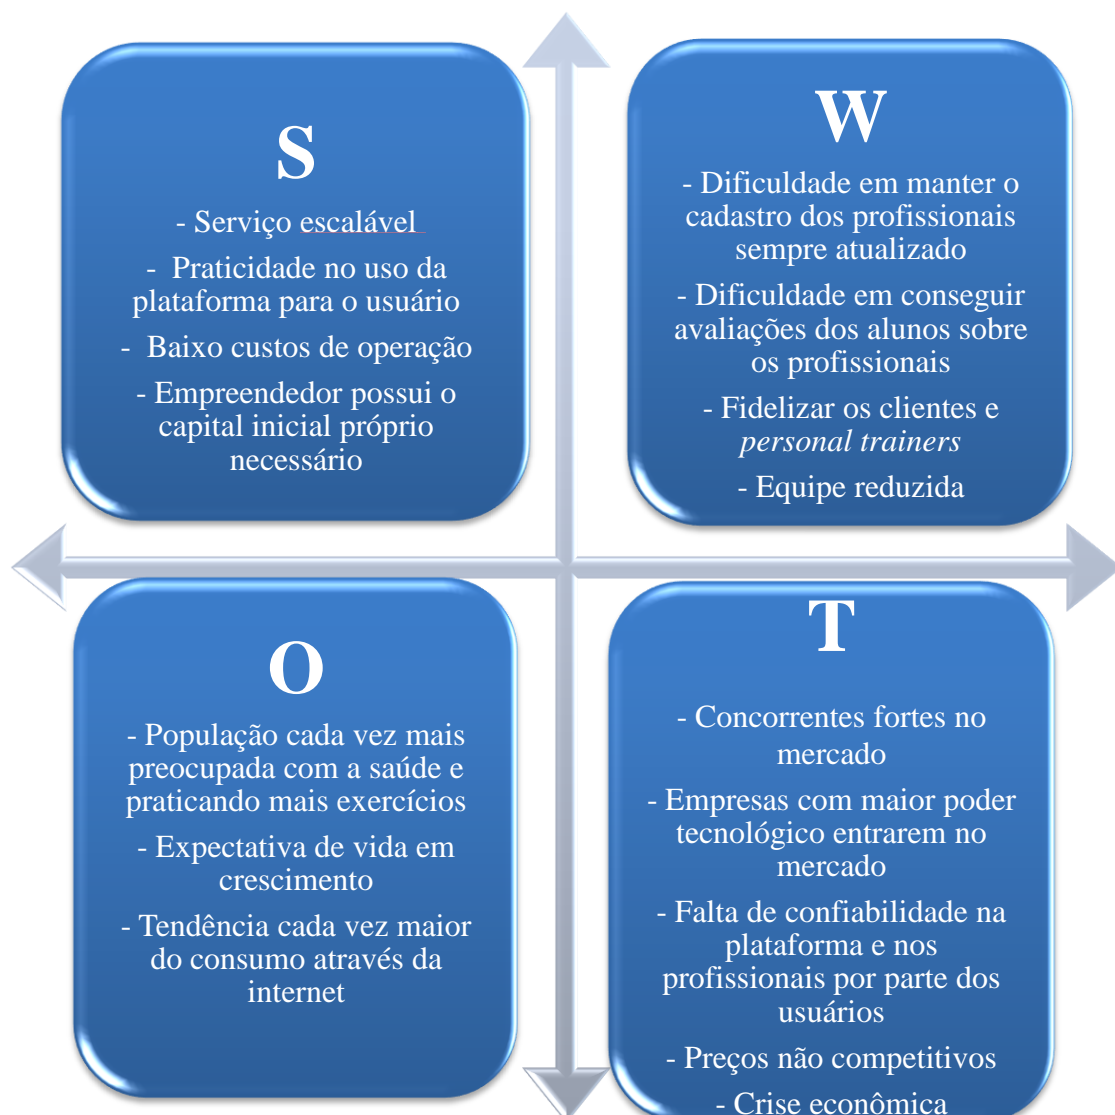 S
- Serviço escalável
- Praticidade no uso da
plataforma para o usuário
- Baixo custos de operação
- Empreendedor possui o
capital inicial próprio
necessário
W
- Dificuldade em manter o
cadastro dos profissionais
sempre atualizado
- Dificuldade em conseguir
avaliações dos alunos sobre
os profissionais
- Fidelizar os clientes e
personal trainers
- Equipe reduzida
O
- População cada vez mais
preocupada com a saúde e
praticando mais exercícios
- Expectativa de vida em
crescimento
- Tendência cada vez maior
do consumo através da
internet
T
- Concorrentes fortes no
mercado
- Empresas com maior poder
tecnológico entrarem no
mercado
- Falta de confiabilidade na
plataforma e nos
profissionais por parte dos
usuários
- Preços não competitivos
- Crise econômica